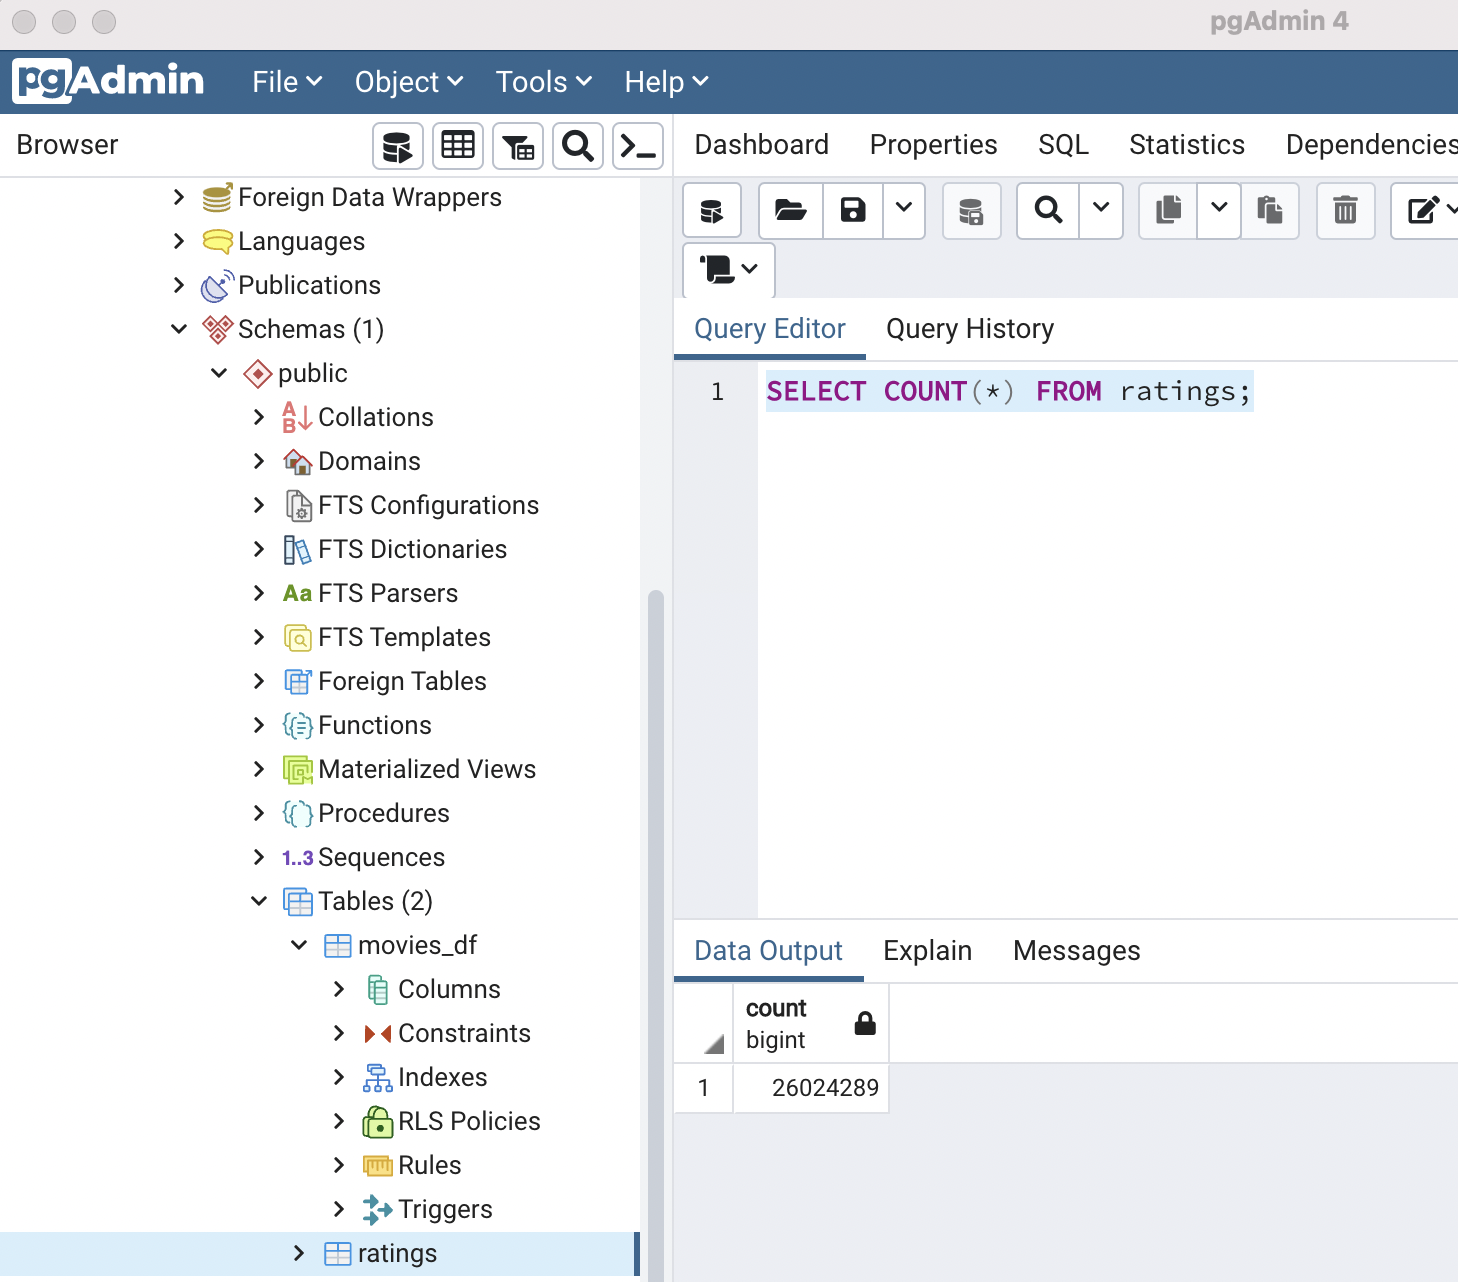 pgAdmin 4
pgAdmin File Object Tools Help
Browser
Dashboard Properties SQL Statistics Dependencies
Foreign Data Wrappers
Languages
Publications
Schemas (1)
public
A B Collations
Domains
FTS Configurations
FTS Dictionaries
Aa FTS Parsers
FTS Templates
Foreign Tables
Functions
Materialized Views
Procedures
1..3 Sequences
Tables (2)
movies_df
Columns
Constraints
Indexes
RLS Policies
Rules
Triggers
ratings
Query Editor Query History
1 SELECT COUNT(*) FROM ratings;
Data Output Explain Messages
count
bigint
1 26024289